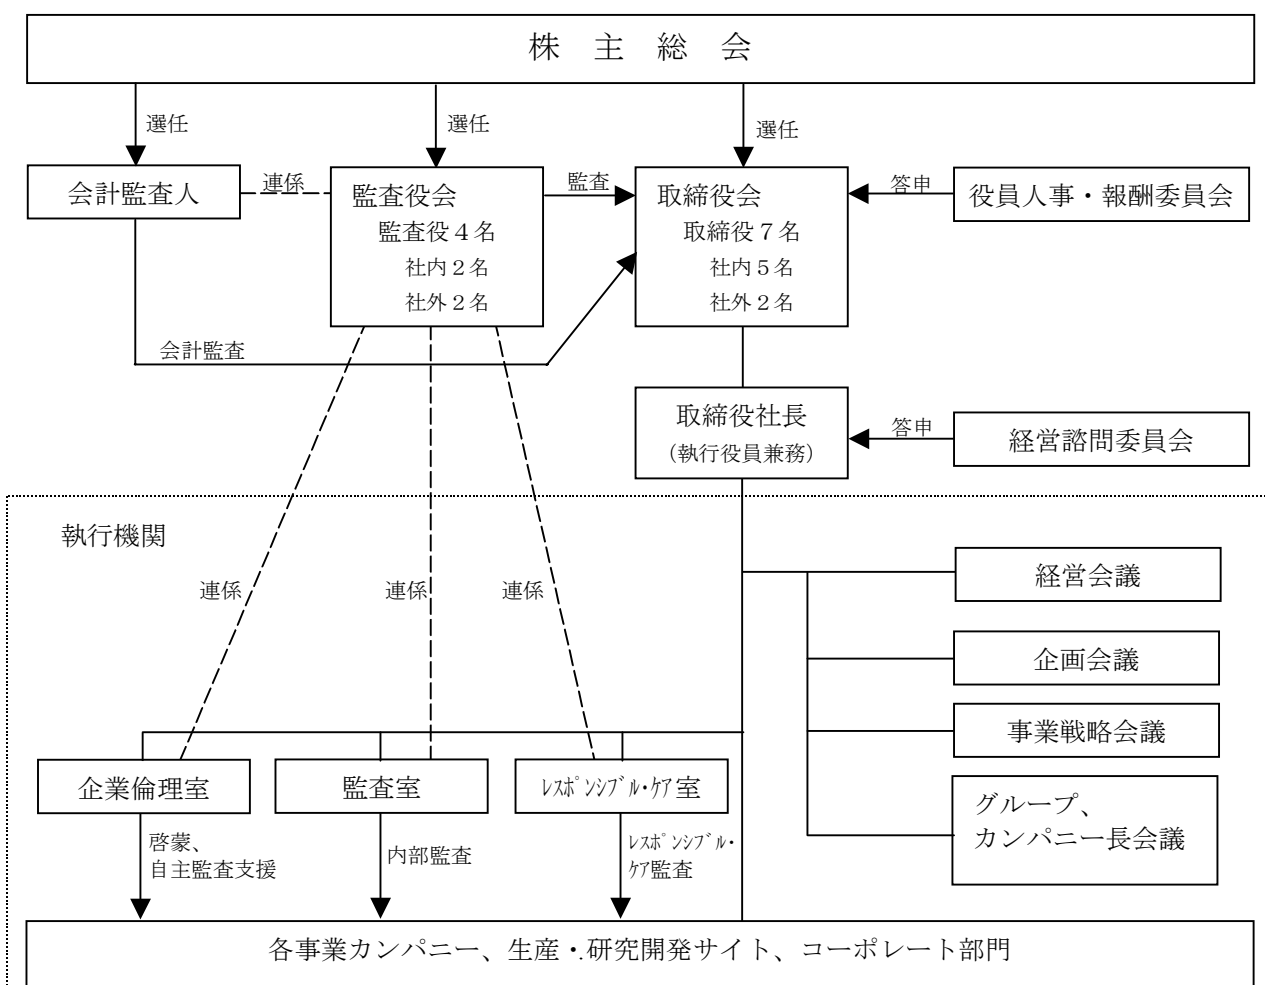 株 主 総 会
選任
選任
選任
会計監査人
連係
監査役会
監査役4名
社内2名
社外2名
監査
取締役会
取締役7名
社内5名
社外2名
答申
役員人事・報酬委員会
会計監査
取締役社長
（執行役員兼務）
答申
経営諮問委員会
執行機関
連係
連係
連係
経営会議
企画会議
事業戦略会議
グループ、
カンパニー長会議
企業倫理室
監査室
ﾚｽﾎﾟﾝｼﾌﾞﾙ・ｹｱ室
啓蒙、
自主監査支援
内部監査
ﾚｽﾎﾟﾝｼﾌﾞﾙ・
ｹｱ監査
各事業カンパニー、生産・.研究開発サイト、コーポレート部門